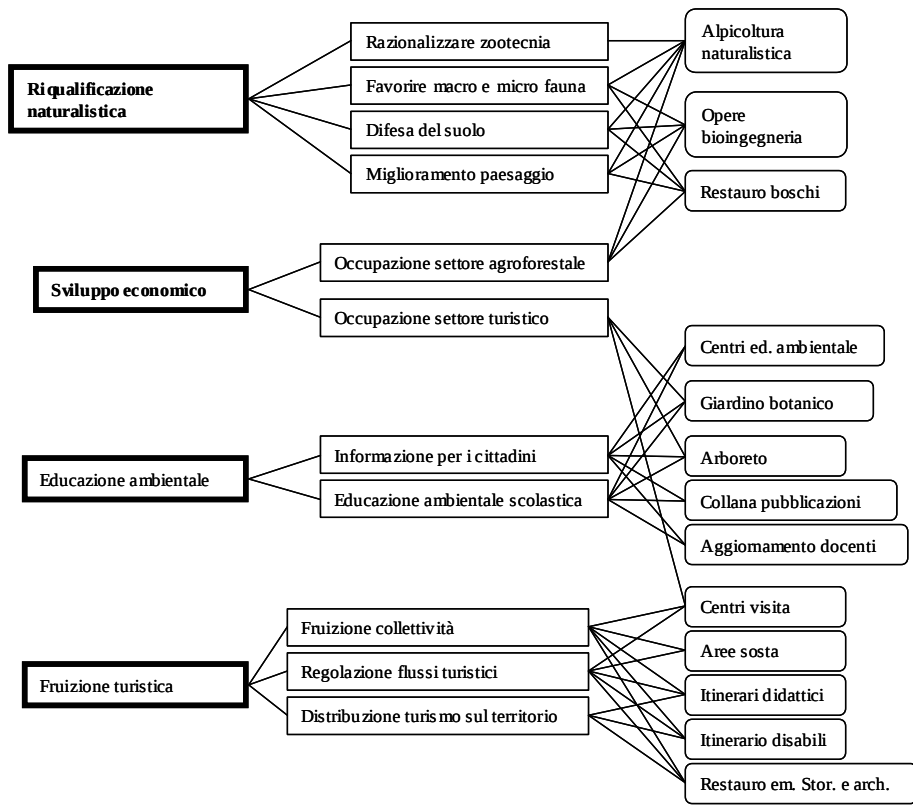 Riqualificazione
naturalistica
Razionalizzare zootecnia
Favorire macro e micro fauna
Difesa del suolo
Miglioramento paesaggio
Alpicoltura
naturalistica
Opere
bioingegneria
Restauro boschi
Sviluppo economico
Occupazione settore agroforestale
Occupazione settore turistico
Educazione ambientale
Informazione per i cittadini
Educazione ambientale scolastica
Centri ed. ambientale
Giardino botanico
Arboreto
Collana pubblicazioni
Aggiornamento docenti
Fruizione turistica
Fruizione collettività
Regolazione flussi turistici
Distribuzione turismo sul territorio
Centri visita
Aree sosta
Itinerari didattici
Itinerario disabili
Restauro em. Stor. e arch.